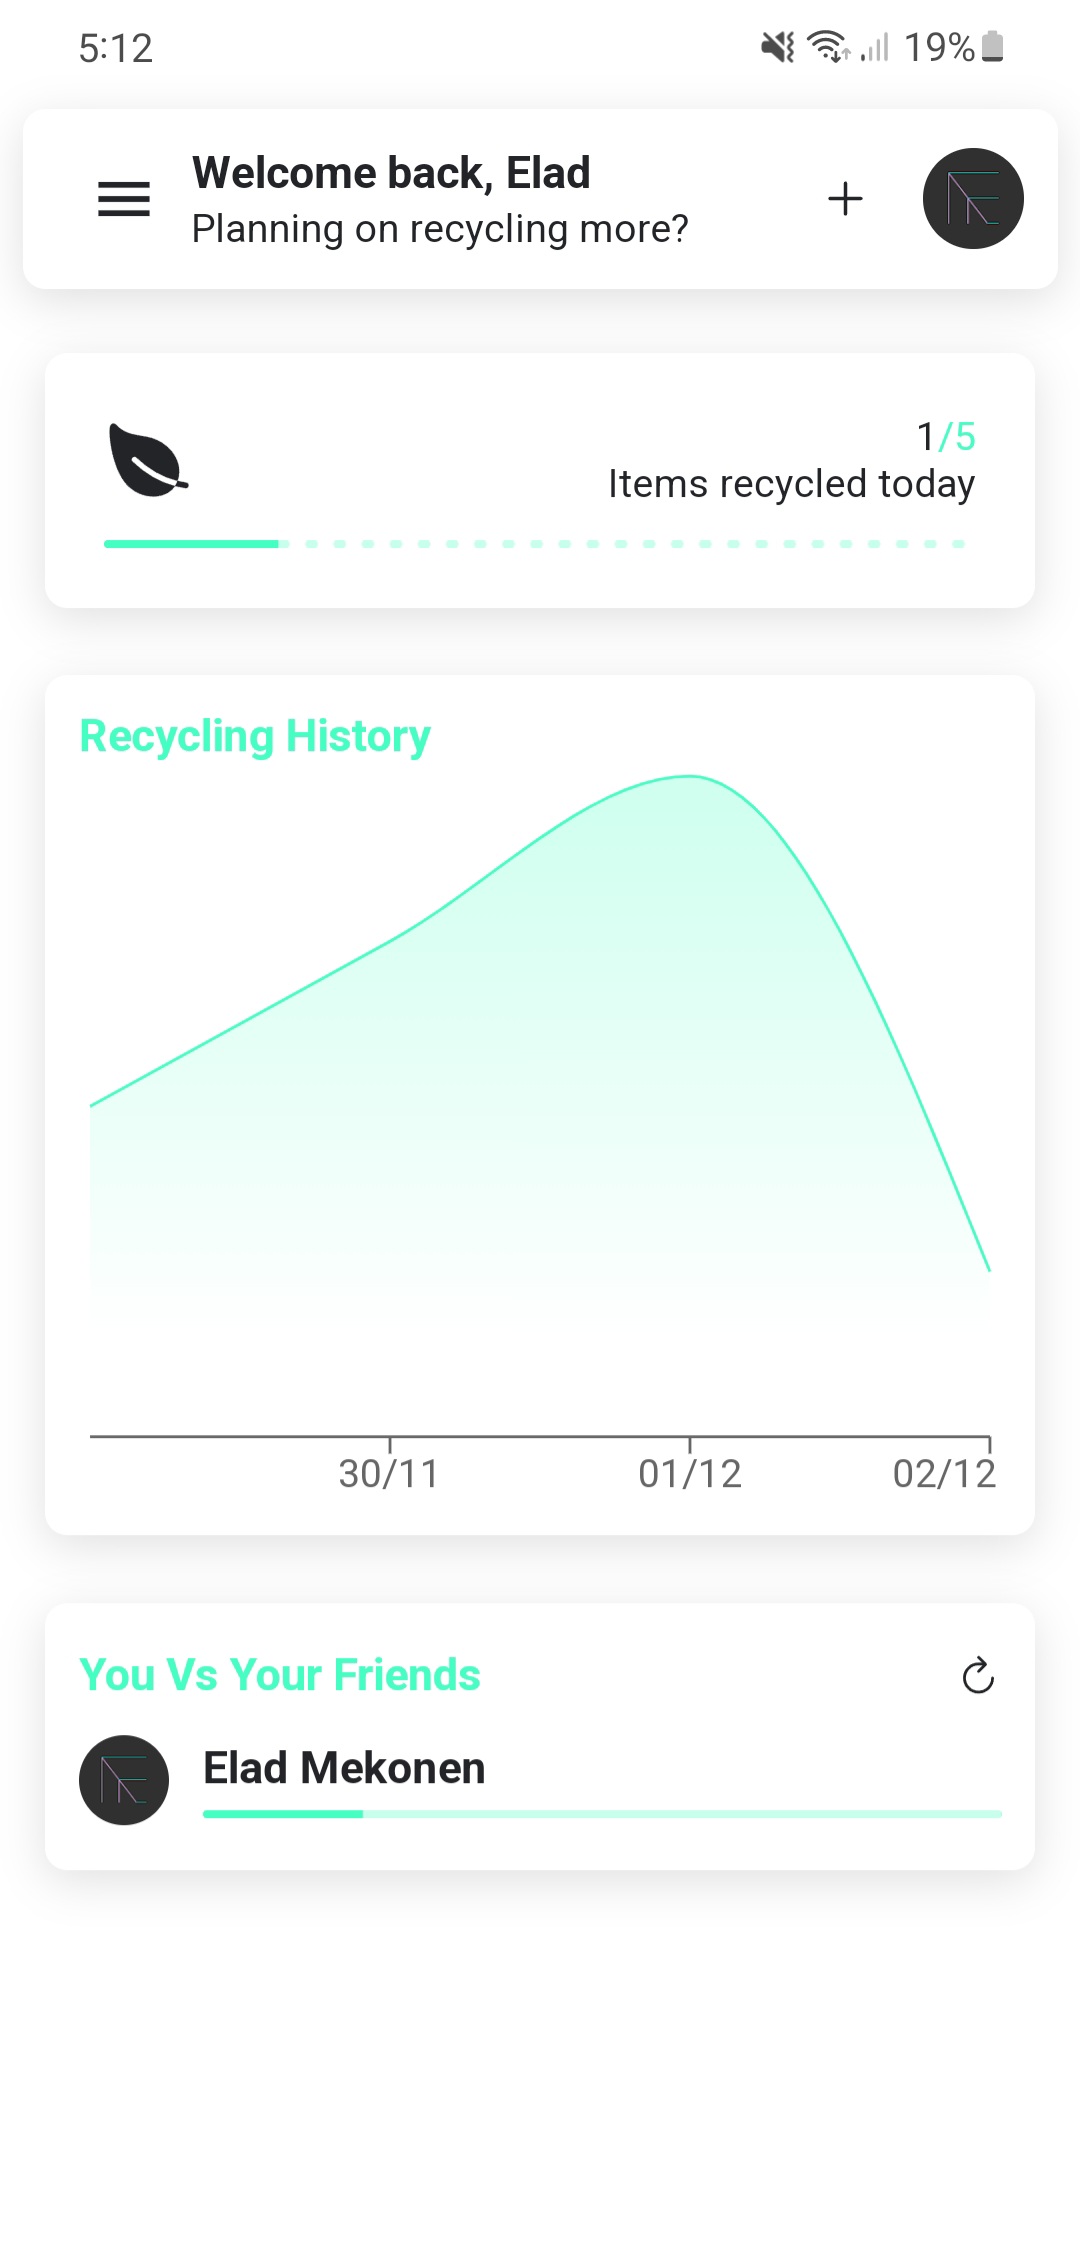 5:12
19%
Welcome back, Elad
Planning on recycling more?
1/5
Items recycled today
Recycling History
30/11
01/12
02/12
You Vs Your Friends
Elad Mekonen